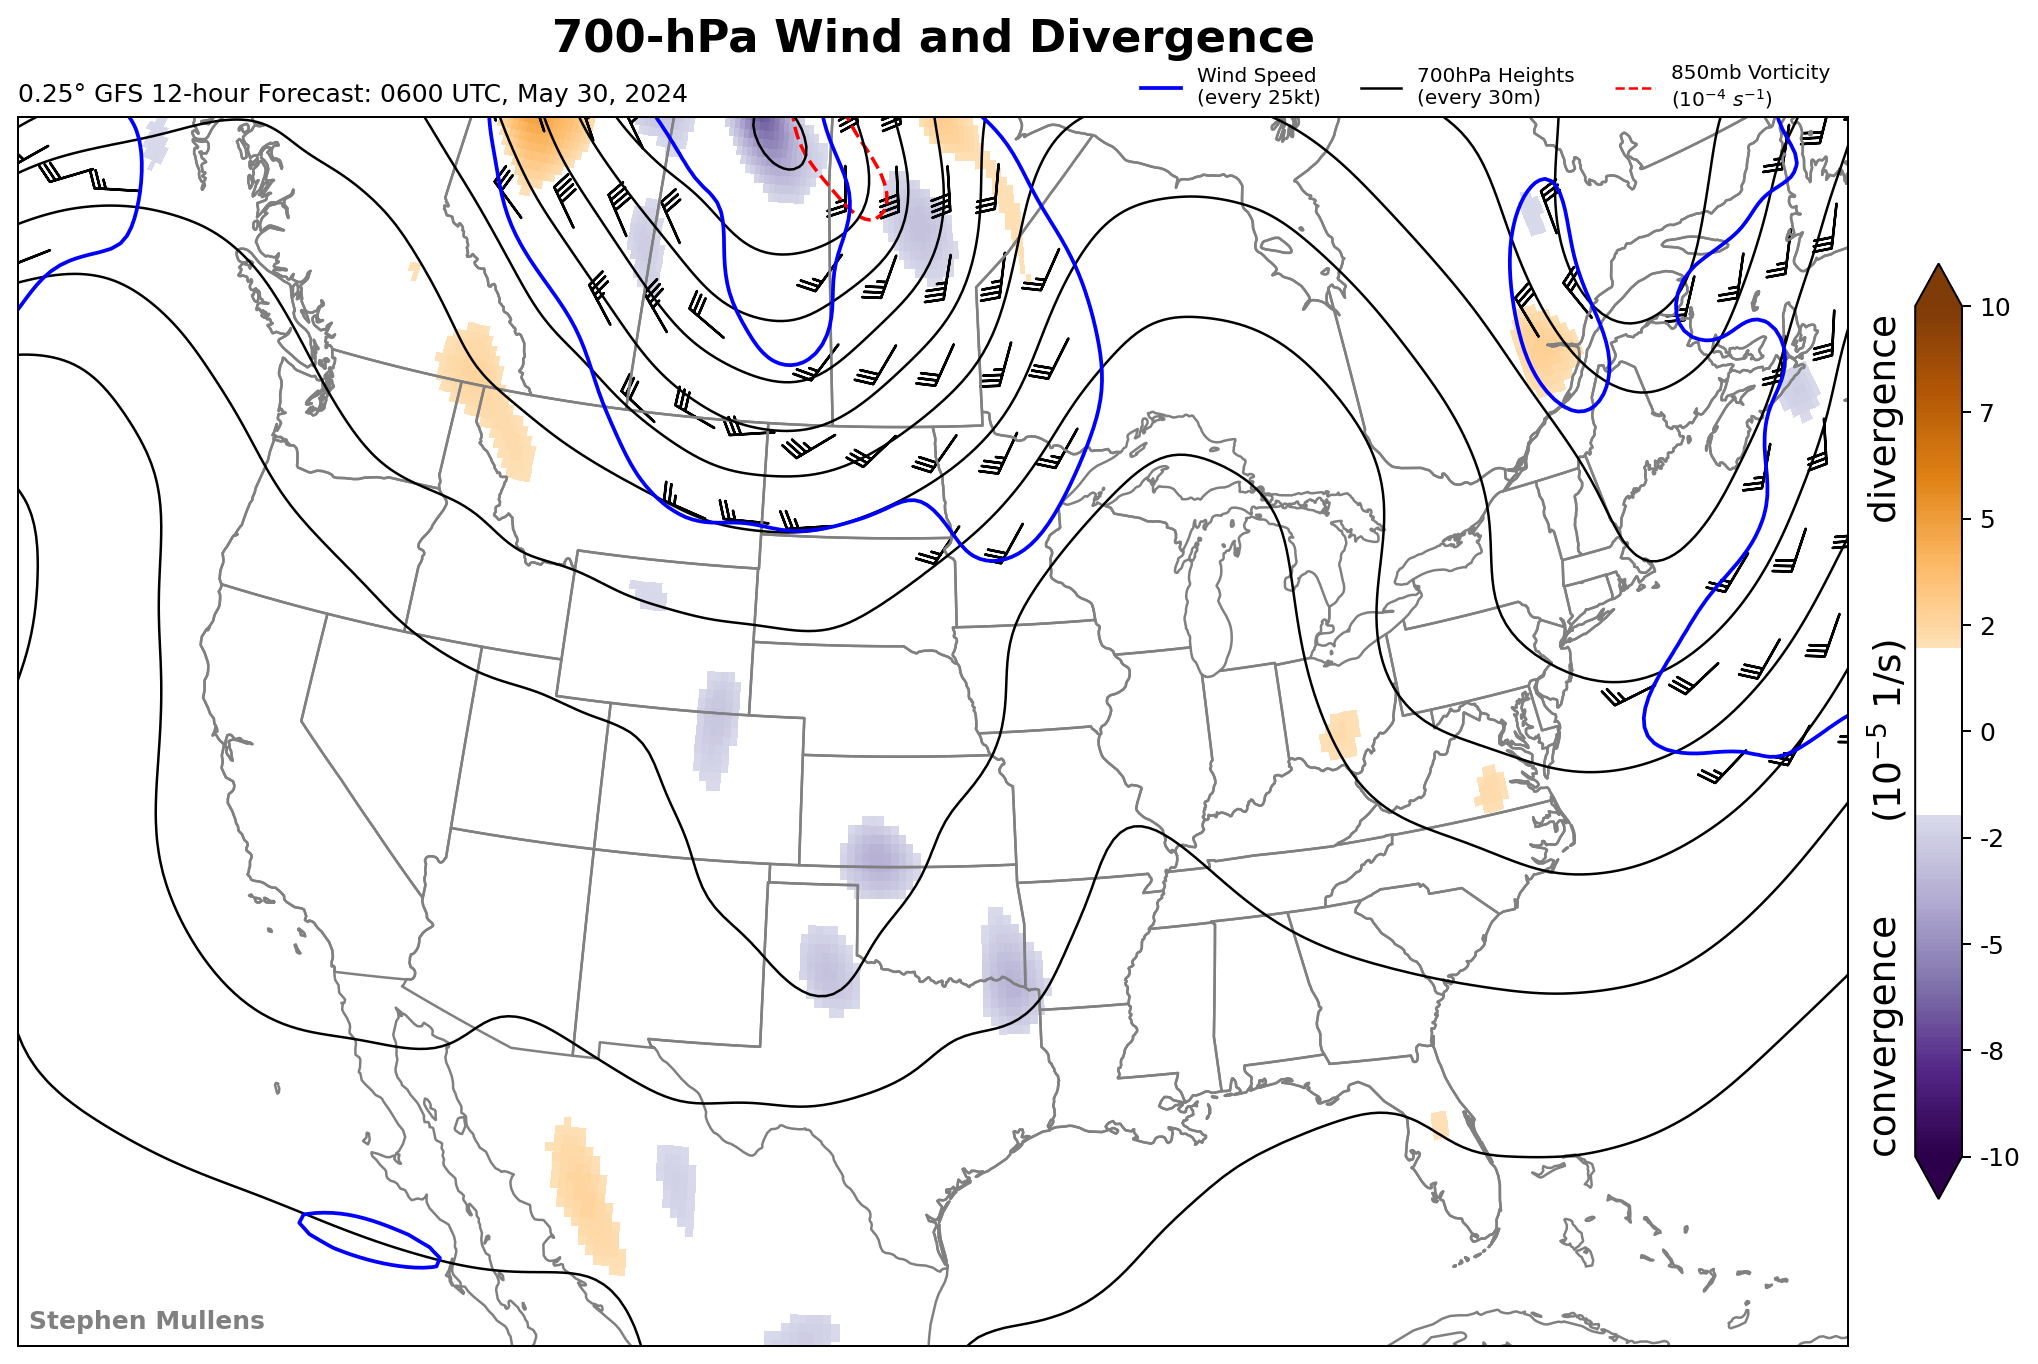 700-hPa Wind and Divergence
0.25° GFS 12-hour Forecast: 0600 UTC, May 30, 2024
Wind Speed
(every 25kt)
700hPa Heights
(every 30m)
850mb Vorticity
(10⁻⁴ s⁻¹)
10
7
5
2
0
-2
-5
-8
-10
convergence (10⁻⁵ 1/s) divergence
Stephen Mullens